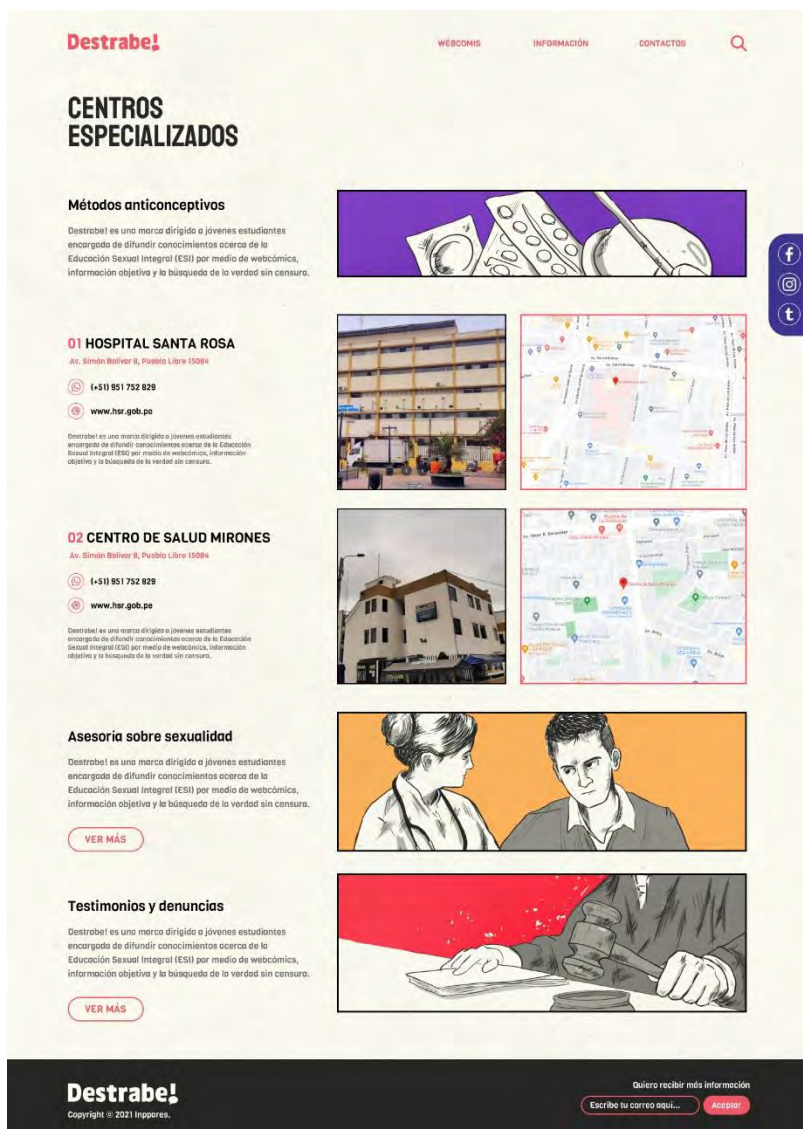 Destrabe!
WEBCOMIS
INFORMACIÓN
CONTACTOS
CENTROS
ESPECIALIZADOS
Métodos anticonceptivos
Destrabe! es una marca dirigida a jóvenes estudiantes
encargada de difundir conocimientos acerca de la
Educación Sexual Integral (ESI) por medio de webcómics,
información objetiva y la búsqueda de la verdad sin censura.
01 HOSPITAL SANTA ROSA
Av. Simón Bolívar 8, Pueblo Libre 15084
(+51) 951 752 829
www.hsr.gob.pe
Destrabe! es una marca dirigida a jóvenes estudiantes
encargada de difundir conocimientos acerca de la Educación
Sexual Integral (ESI) por medio de webcómics, información
objetiva y la búsqueda de la verdad sin censura.
02 CENTRO DE SALUD MIRONES
Av. Simón Bolívar 8, Pueblo Libre 15084
(+51) 951 752 829
www.hsr.gob.pe
Destrabe! es una marca dirigida a jóvenes estudiantes
encargada de difundir conocimientos acerca de la Educación
Sexual Integral (ESI) por medio de webcómics, información
objetiva y la búsqueda de la verdad sin censura.
Asesoría sobre sexualidad
Destrabe! es una marca dirigida a jóvenes estudiantes
encargada de difundir conocimientos acerca de la
Educación Sexual Integral (ESI) por medio de webcómics,
información objetiva y la búsqueda de la verdad sin censura.
VER MÁS
Testimonios y denuncias
Destrabe! es una marca dirigida a jóvenes estudiantes
encargada de difundir conocimientos acerca de la
Educación Sexual Integral (ESI) por medio de webcómics,
información objetiva y la búsqueda de la verdad sin censura.
VER MÁS
Destrabe!
Copyright © 2021 Inppares.
Quiero recibir más información
Escribe tu correo aquí...
Aceptar